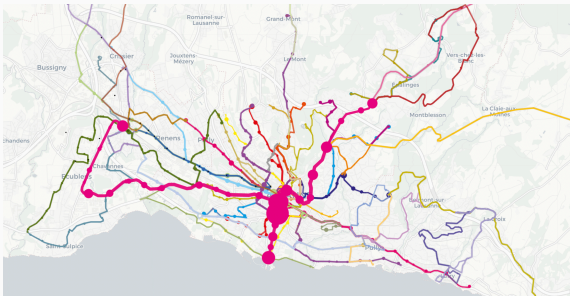 Romanel-sur-
Lausanne
Grand-Mont
Crissier
Jouxtens-
Mézery
Le Mont
Vers-chez-les-
Blanc
Bussigny
Epalinges
La Claie-aux-
Moines
Montblesson
Renens
Prilly
Chavannes
Ecublens
Belmont-sur-
Lausanne
La Croix
Saint-Sulpice
Pully